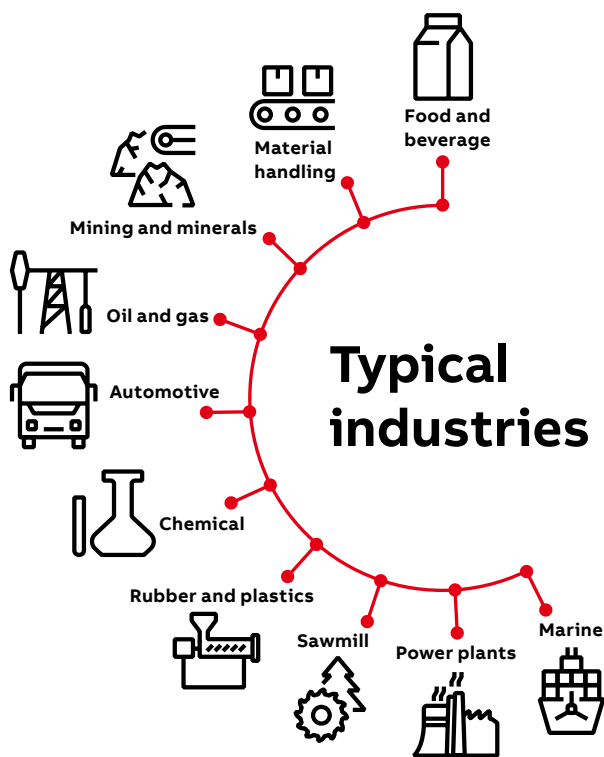 Food and
beverage
Material
handling
Mining and minerals
Oil and gas
Automotive
Typical
industries
Chemical
Rubber and plastics
Sawmill
Power plants
Marine